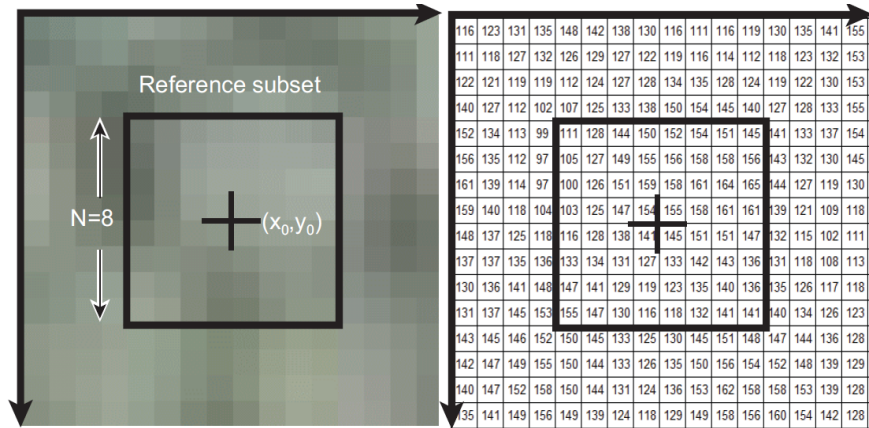 Reference subset
N=8
(x₀,y₀)
116 123 131 135 148 142 138 130 116 111 116 119 130 135 141 155
111 118 127 132 126 129 127 122 119 116 114 112 118 123 132 153
122 121 119 119 112 124 127 128 134 135 128 124 119 122 130 153
140 127 112 102 107 125 133 138 150 154 145 140 127 128 133 155
152 134 113 99 111 128 144 150 152 154 151 145 141 133 137 154
156 135 112 97 105 127 149 155 156 158 158 156 143 132 130 145
161 139 114 97 100 126 151 159 158 161 164 165 144 127 119 130
159 140 118 104 103 125 147 154 155 158 161 161 139 121 109 118
148 137 125 118 116 128 138 141 145 151 151 147 132 115 102 111
137 137 135 136 133 134 131 127 133 142 143 136 131 118 108 113
130 136 141 148 147 141 129 119 123 135 140 136 135 126 117 118
131 137 145 153 155 147 130 116 118 132 141 141 140 134 126 123
143 145 146 152 150 145 133 125 130 145 151 148 147 144 136 128
142 147 149 155 150 144 133 126 135 150 156 154 152 148 139 129
140 147 152 158 150 144 131 124 136 153 162 158 158 153 139 128
135 141 149 156 149 139 124 118 129 149 158 156 160 154 142 128